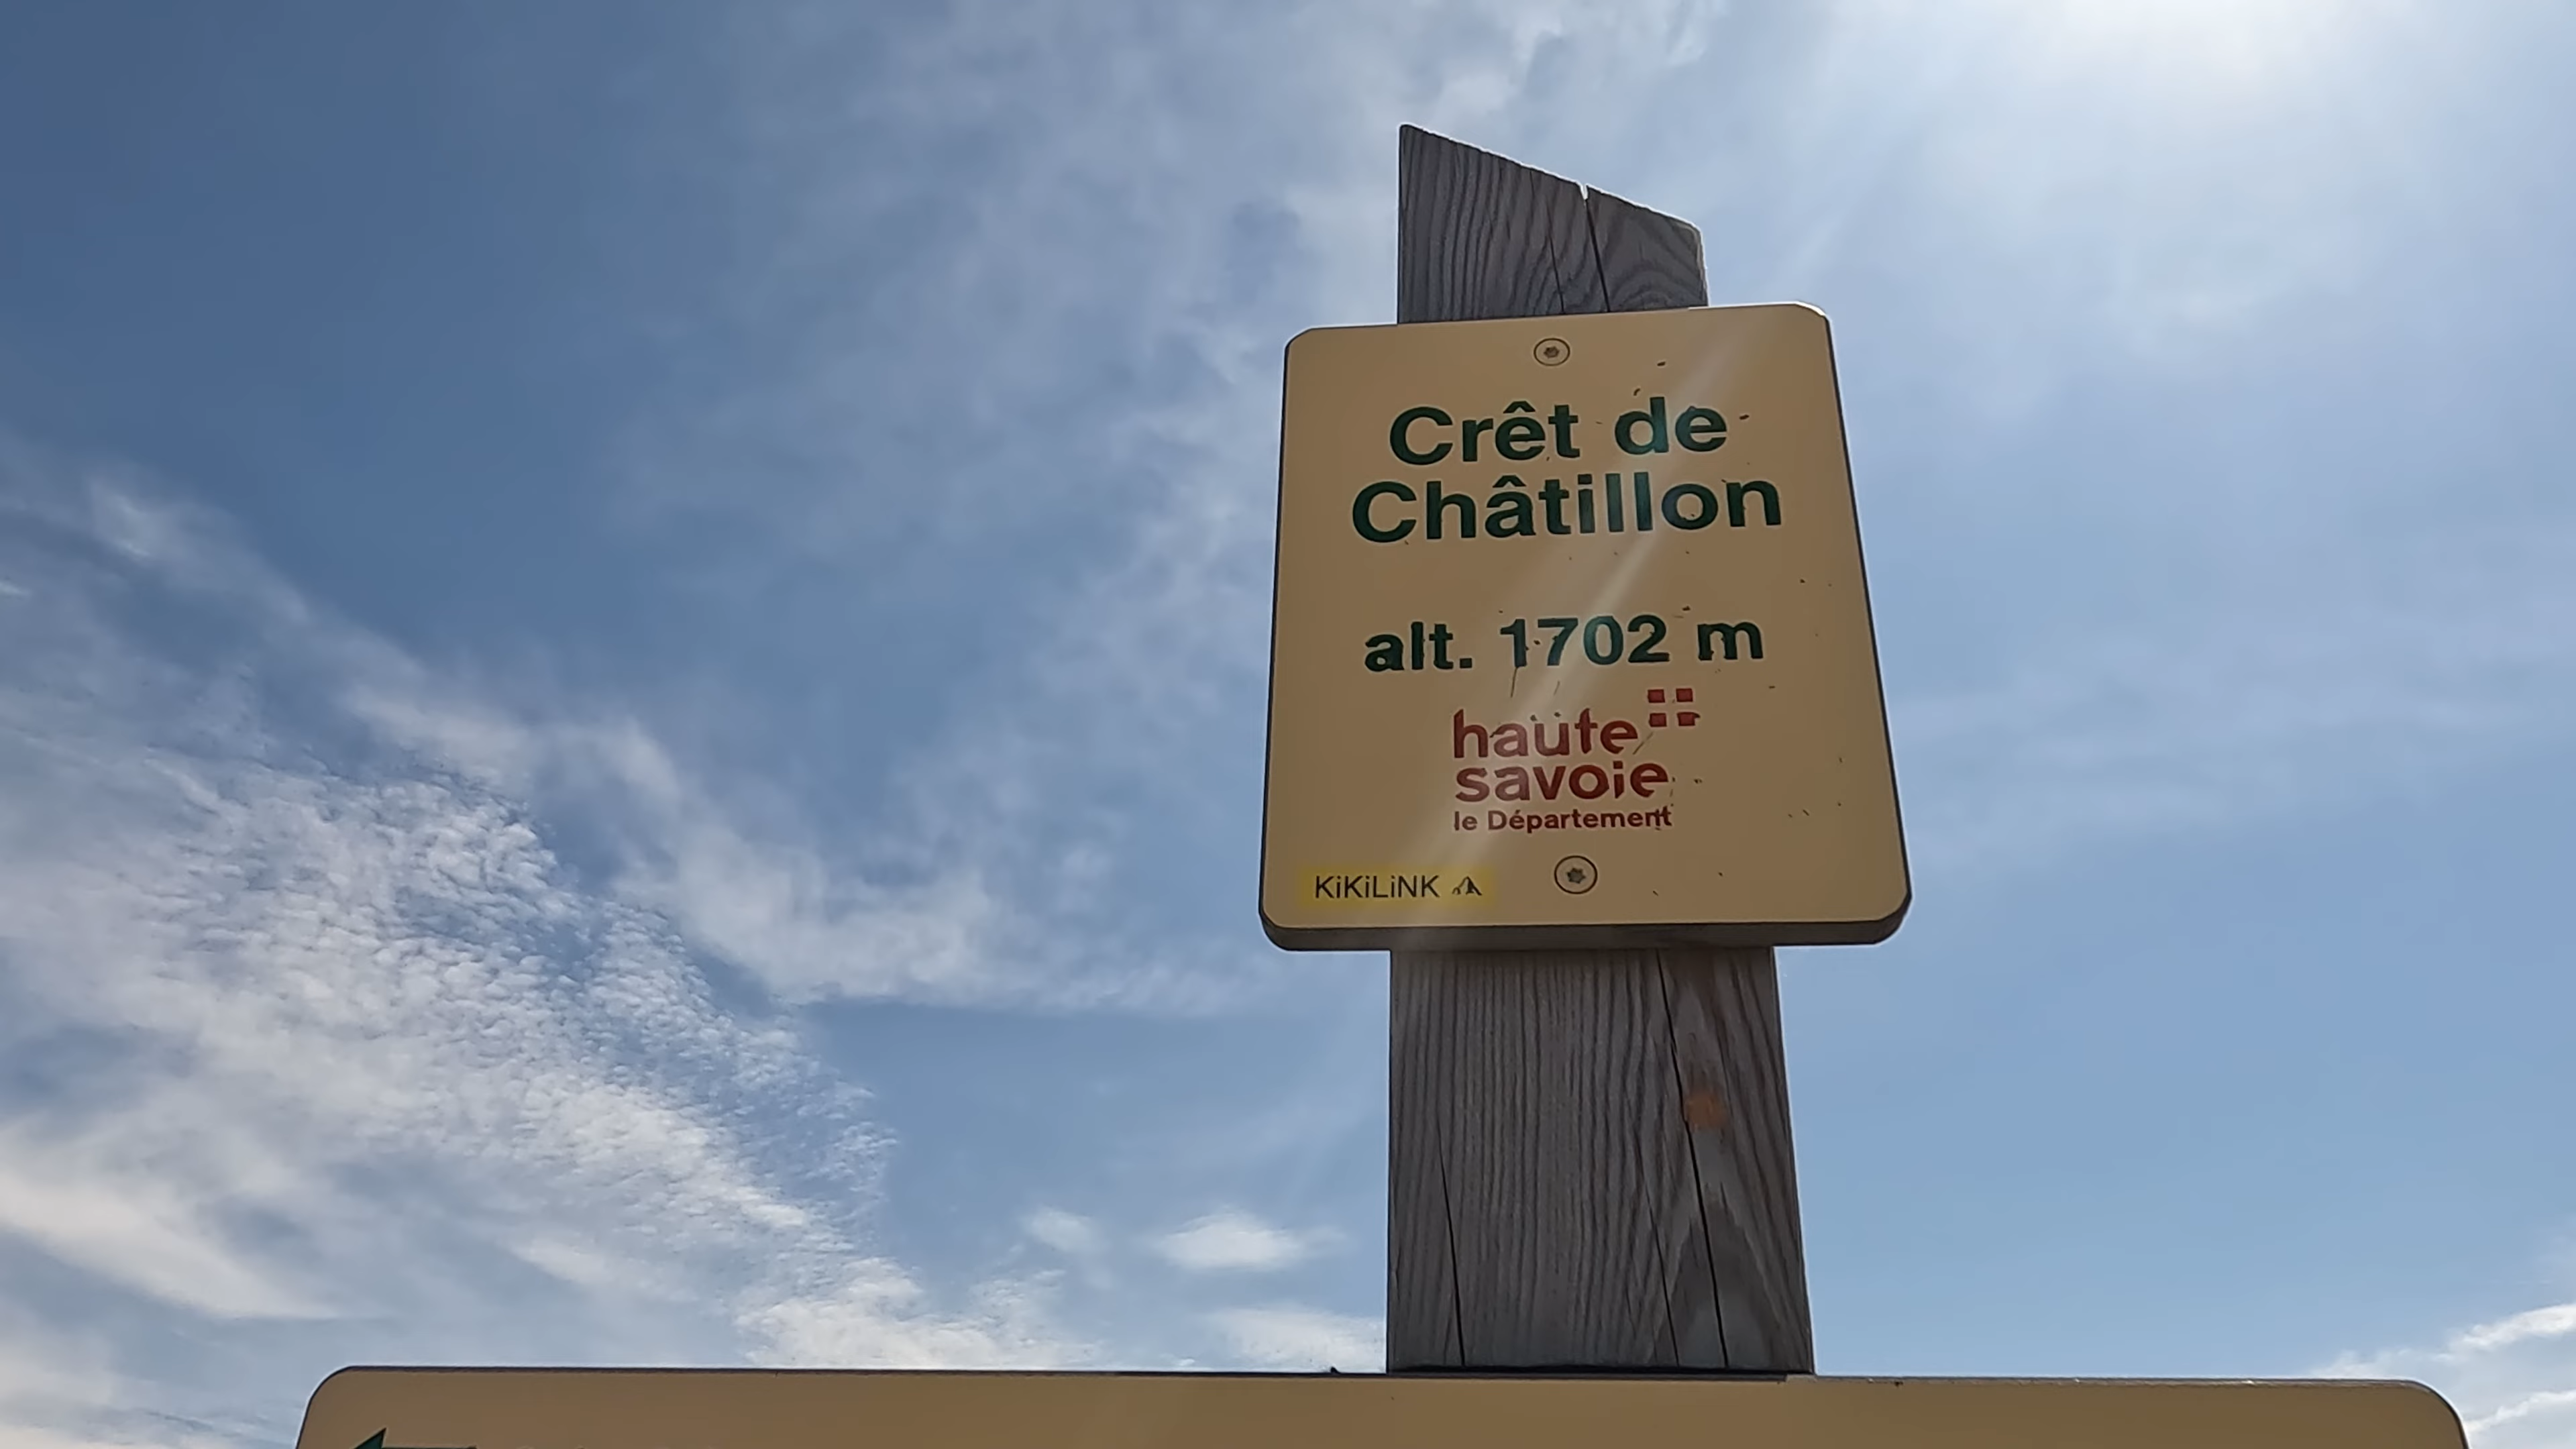 Crêt de
Châtillon
alt. 1702 m
haute
savoie
le Département
KiKiLiNK